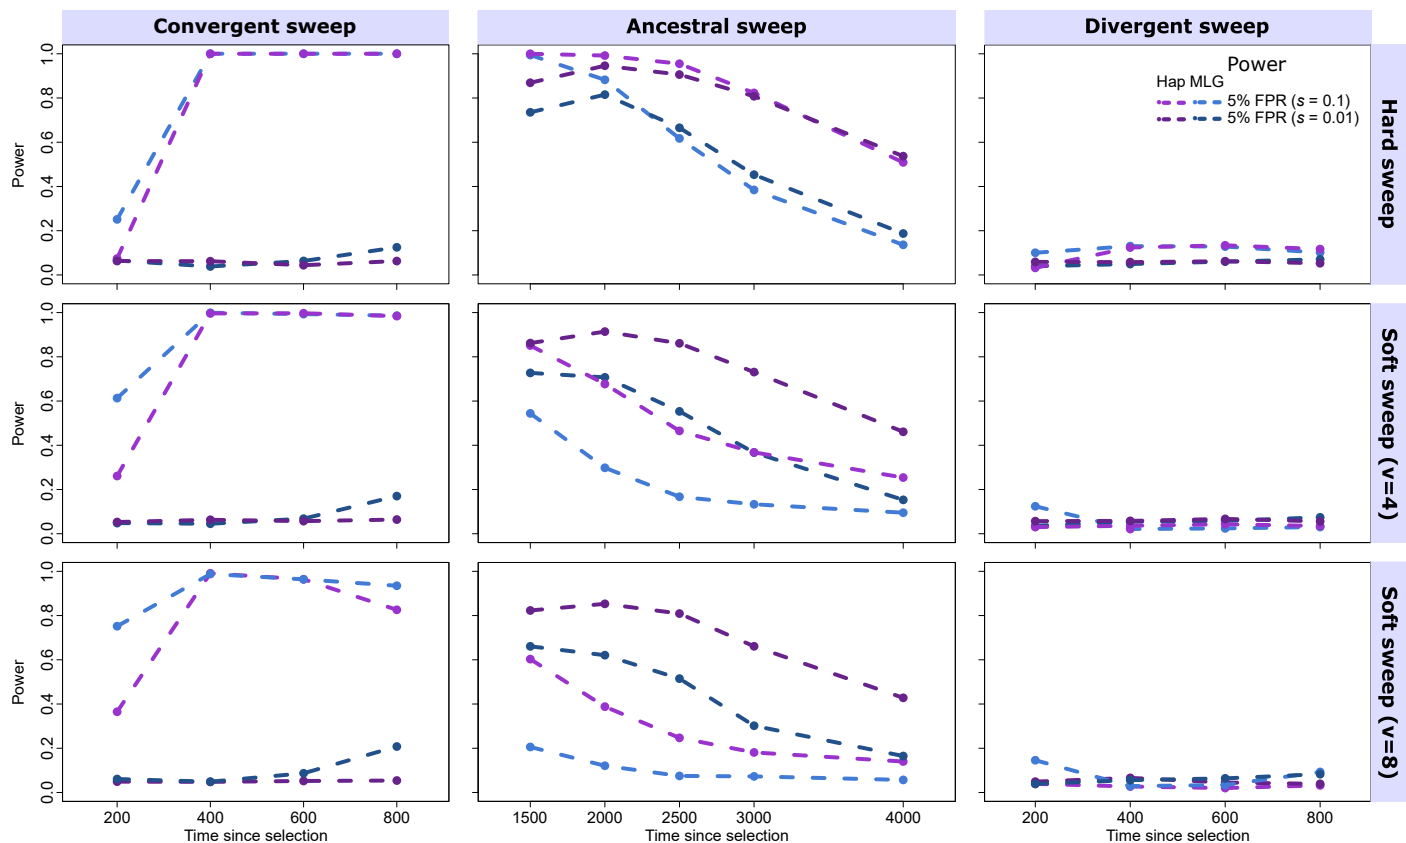 Convergent sweep Ancestral sweep Divergent sweep
Power
Hap MLG
5% FPR (s = 0.1)
5% FPR (s = 0.01)
Hard sweep
Power
0.0 0.2 0.4 0.6 0.8 1.0
Soft sweep (v=4)
Power
0.0 0.2 0.4 0.6 0.8 1.0
Soft sweep (v=8)
Power
0.0 0.2 0.4 0.6 0.8 1.0
200 400 600 800 1500 2000 2500 3000 4000 200 400 600 800
Time since selection Time since selection Time since selection